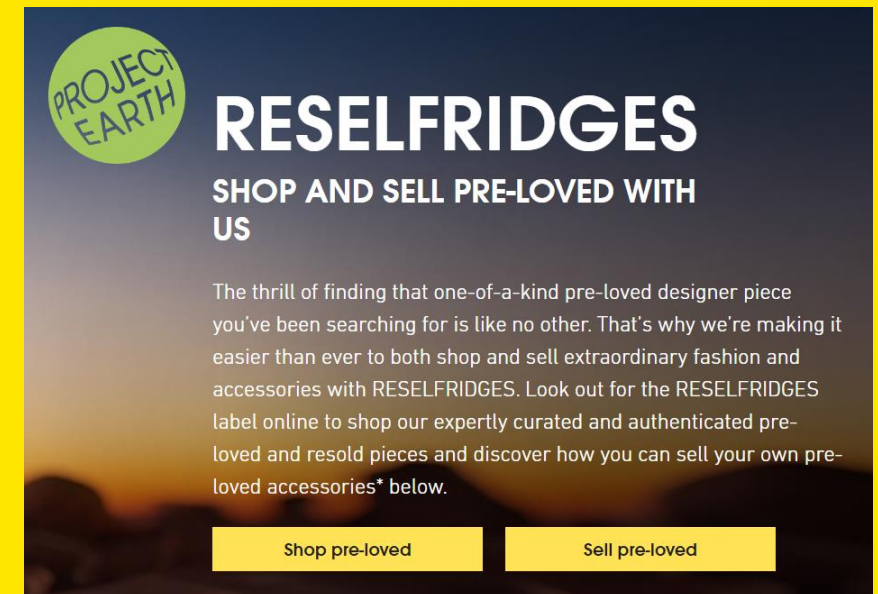 PROJECT
EARTH
RESELFRIDGES
SHOP AND SELL PRE-LOVED WITH
US
The thrill of finding that one-of-a-kind pre-loved designer piece
you've been searching for is like no other. That's why we're making it
easier than ever to both shop and sell extraordinary fashion and
accessories with RESELFRIDGES. Look out for the RESELFRIDGES
label online to shop our expertly curated and authenticated pre-
loved and resold pieces and discover how you can sell your own pre-
loved accessories* below.
Shop pre-loved
Sell pre-loved